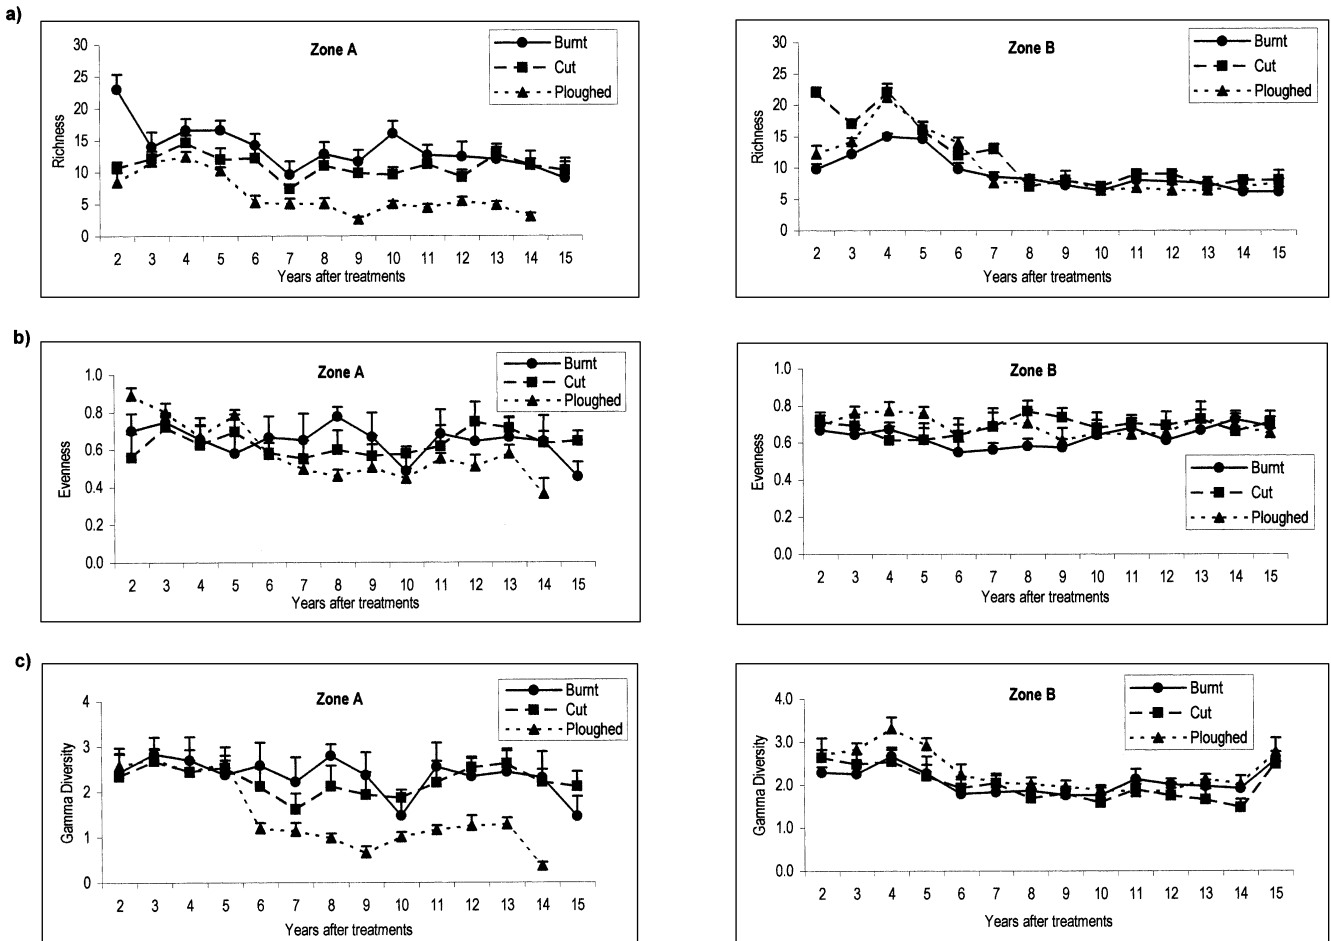 a)
Zone A
Burnt
Cut
Ploughed
Richness
30
25
20
15
10
5
0
2 3 4 5 6 7 8 9 10 11 12 13 14 15
Years after treatments
Zone B
Burnt
Cut
Ploughed
Richness
30
25
20
15
10
5
0
2 3 4 5 6 7 8 9 10 11 12 13 14 15
Years after treatments
b)
Zone A
Burnt
Cut
Ploughed
Evenness
1.0
0.8
0.6
0.4
0.2
0.0
2 3 4 5 6 7 8 9 10 11 12 13 14 15
Years after treatments
Zone B
Burnt
Cut
Ploughed
Evenness
1.0
0.8
0.6
0.4
0.2
0.0
2 3 4 5 6 7 8 9 10 11 12 13 14 15
Years after treatments
c)
Zone A
Burnt
Cut
Ploughed
Gamma Diversity
4
3
2
1
0
2 3 4 5 6 7 8 9 10 11 12 13 14 15
Years after treatments
Zone B
Burnt
Cut
Ploughed
Gamma Diversity
4.0
3.0
2.0
1.0
0.0
2 3 4 5 6 7 8 9 10 11 12 13 14 15
Years after treatments